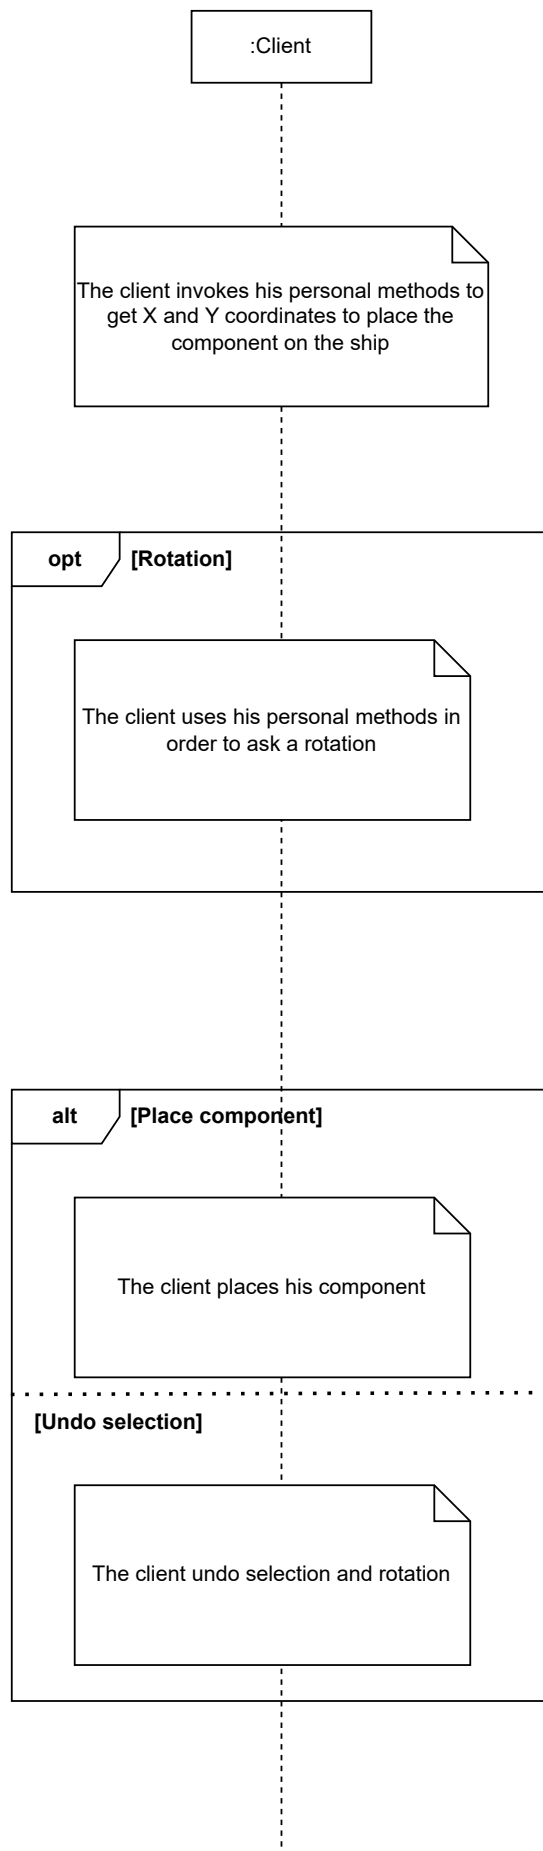 :Client
The client invokes his personal methods to
get X and Y coordinates to place the
component on the ship
opt
[Rotation]
The client uses his personal methods in
order to ask a rotation
alt
[Place component]
The client places his component
[Undo selection]
The client undo selection and rotation